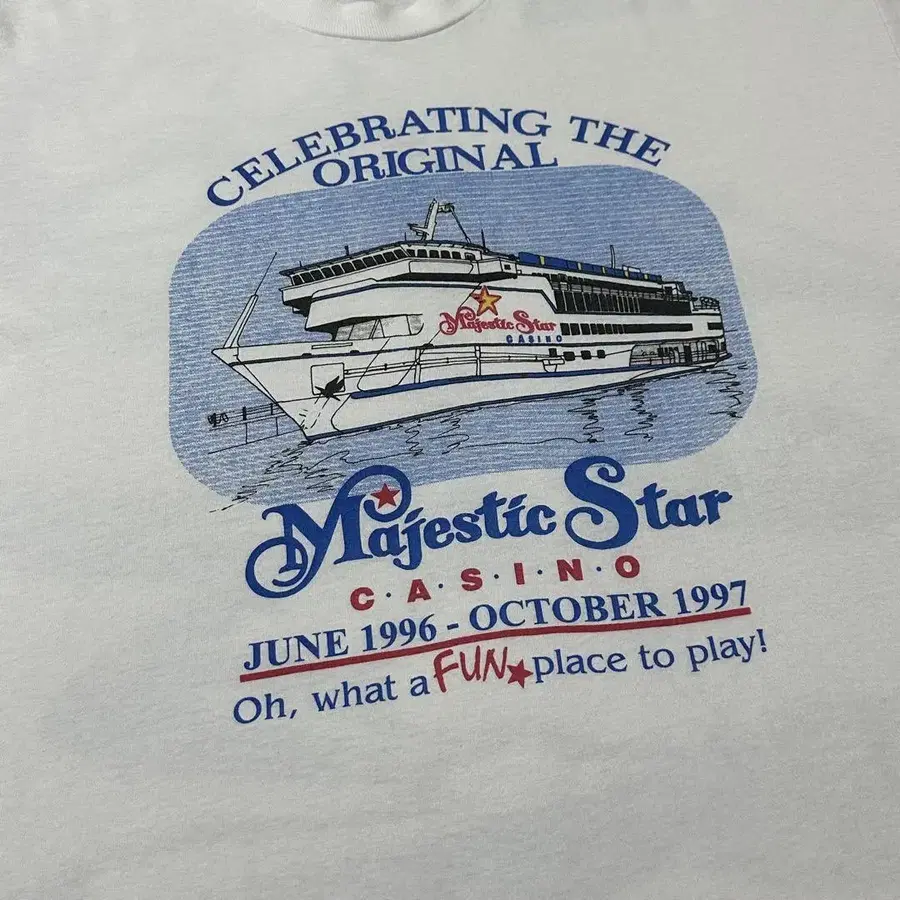 CELEBRATING THE
ORIGINAL
Majestic Star
CASINO
Majestic Star
C·A·S·I·N·O
JUNE 1996 - OCTOBER 1997
Oh, what a FUN place to play!